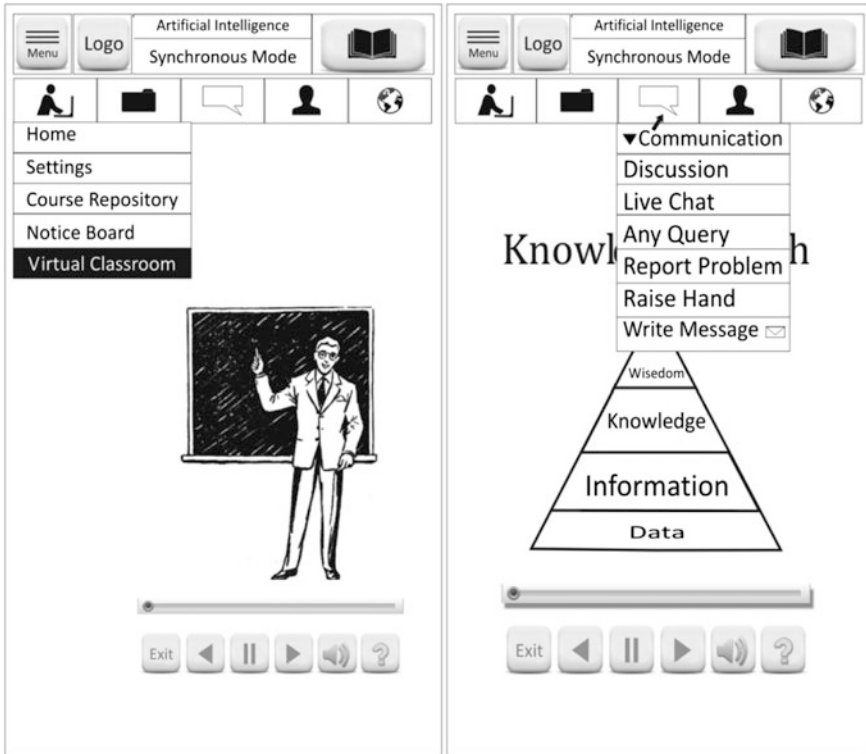 Menu
Logo
Artificial Intelligence
Synchronous Mode
Home
Settings
Course Repository
Notice Board
Virtual Classroom
Exit
?
Menu
Logo
Artificial Intelligence
Synchronous Mode
▼Communication
Discussion
Live Chat
Any Query
Report Problem
Raise Hand
Write Message
Wisedom
Knowledge
Information
Data
Exit
?